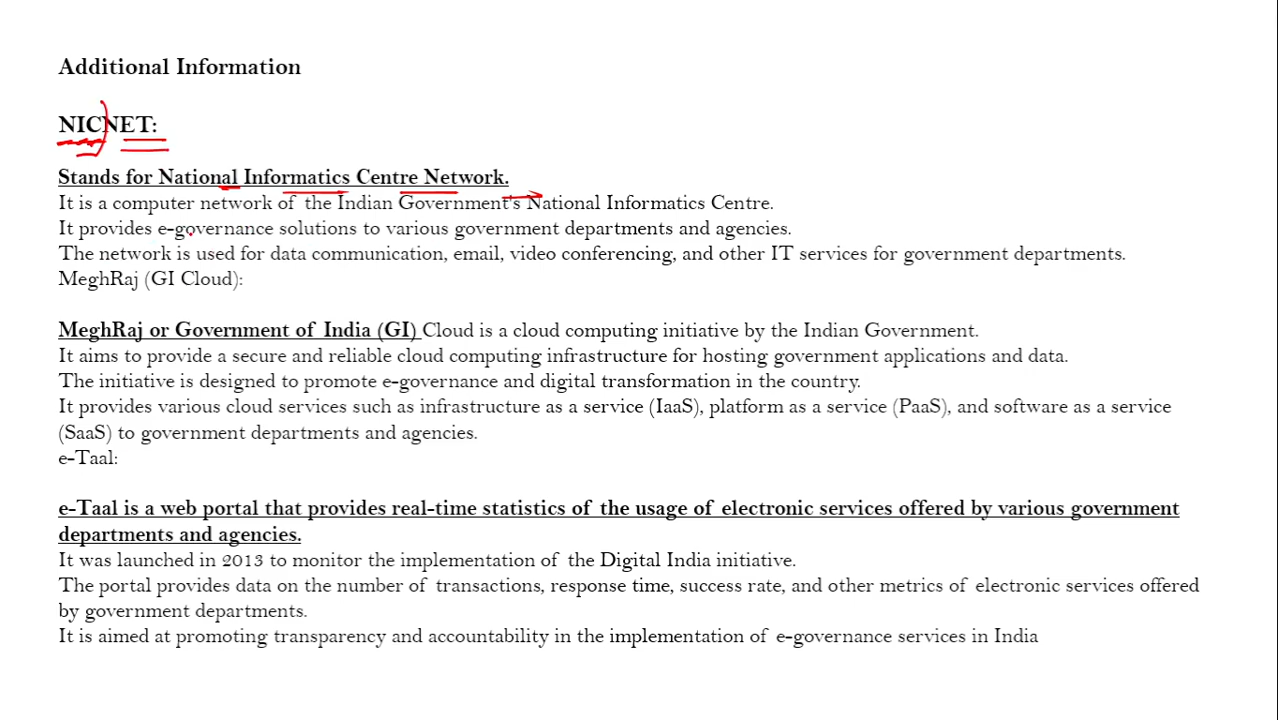 Additional Information
NICNET:
Stands for National Informatics Centre Network.
It is a computer network of the Indian Government's National Informatics Centre.
It provides e-governance solutions to various government departments and agencies.
The network is used for data communication, email, video conferencing, and other IT services for government departments.
MeghRaj (GI Cloud):
MeghRaj or Government of India (GI) Cloud is a cloud computing initiative by the Indian Government.
It aims to provide a secure and reliable cloud computing infrastructure for hosting government applications and data.
The initiative is designed to promote e-governance and digital transformation in the country.
It provides various cloud services such as infrastructure as a service (IaaS), platform as a service (PaaS), and software as a service
(SaaS) to government departments and agencies.
e-Taal:
e-Taal is a web portal that provides real-time statistics of the usage of electronic services offered by various government
departments and agencies.
It was launched in 2013 to monitor the implementation of the Digital India initiative.
The portal provides data on the number of transactions, response time, success rate, and other metrics of electronic services offered
by government departments.
It is aimed at promoting transparency and accountability in the implementation of e-governance services in India